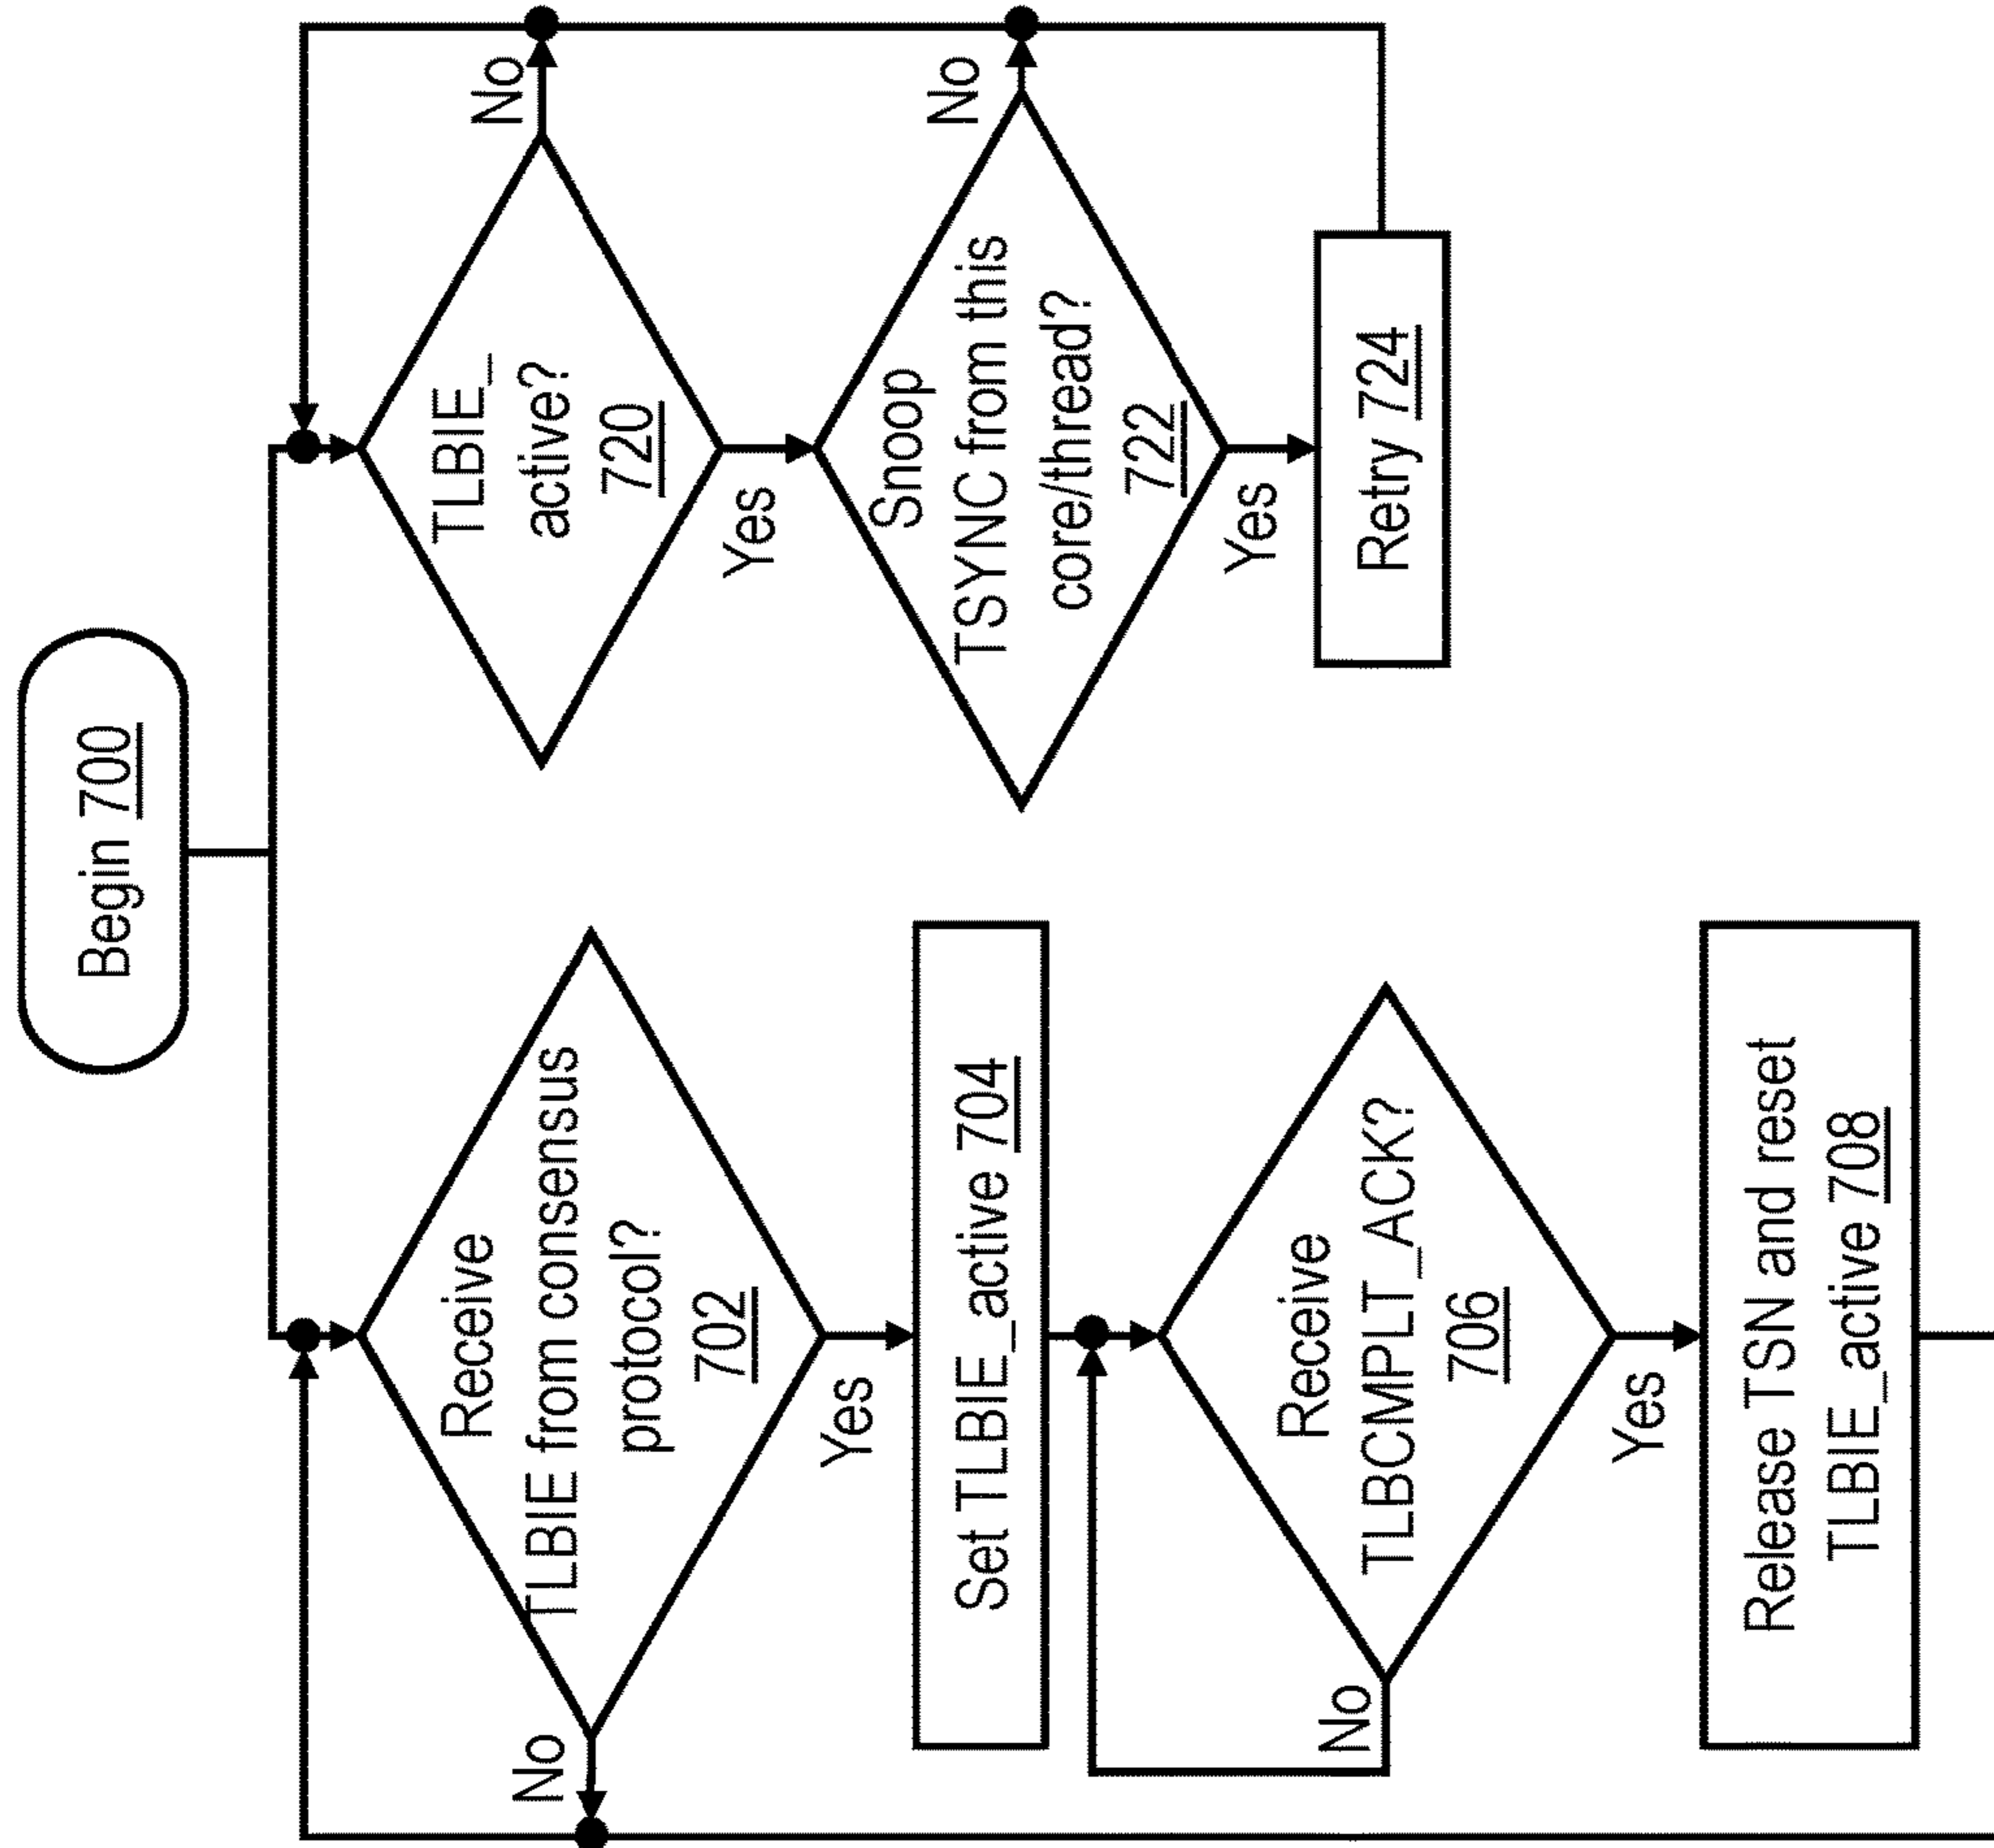 Begin 700
Receive
TLBIE from consensus
protocol?
702
No
Yes
Set TLBIE_active 704
Receive
TLBCMPLT_ACK?
706
No
Yes
Release TSN and reset
TLBIE_active 708
TLBIE_
active?
720
No
Yes
Snoop
TSYNC from this
core/thread?
722
No
Yes
Retry 724